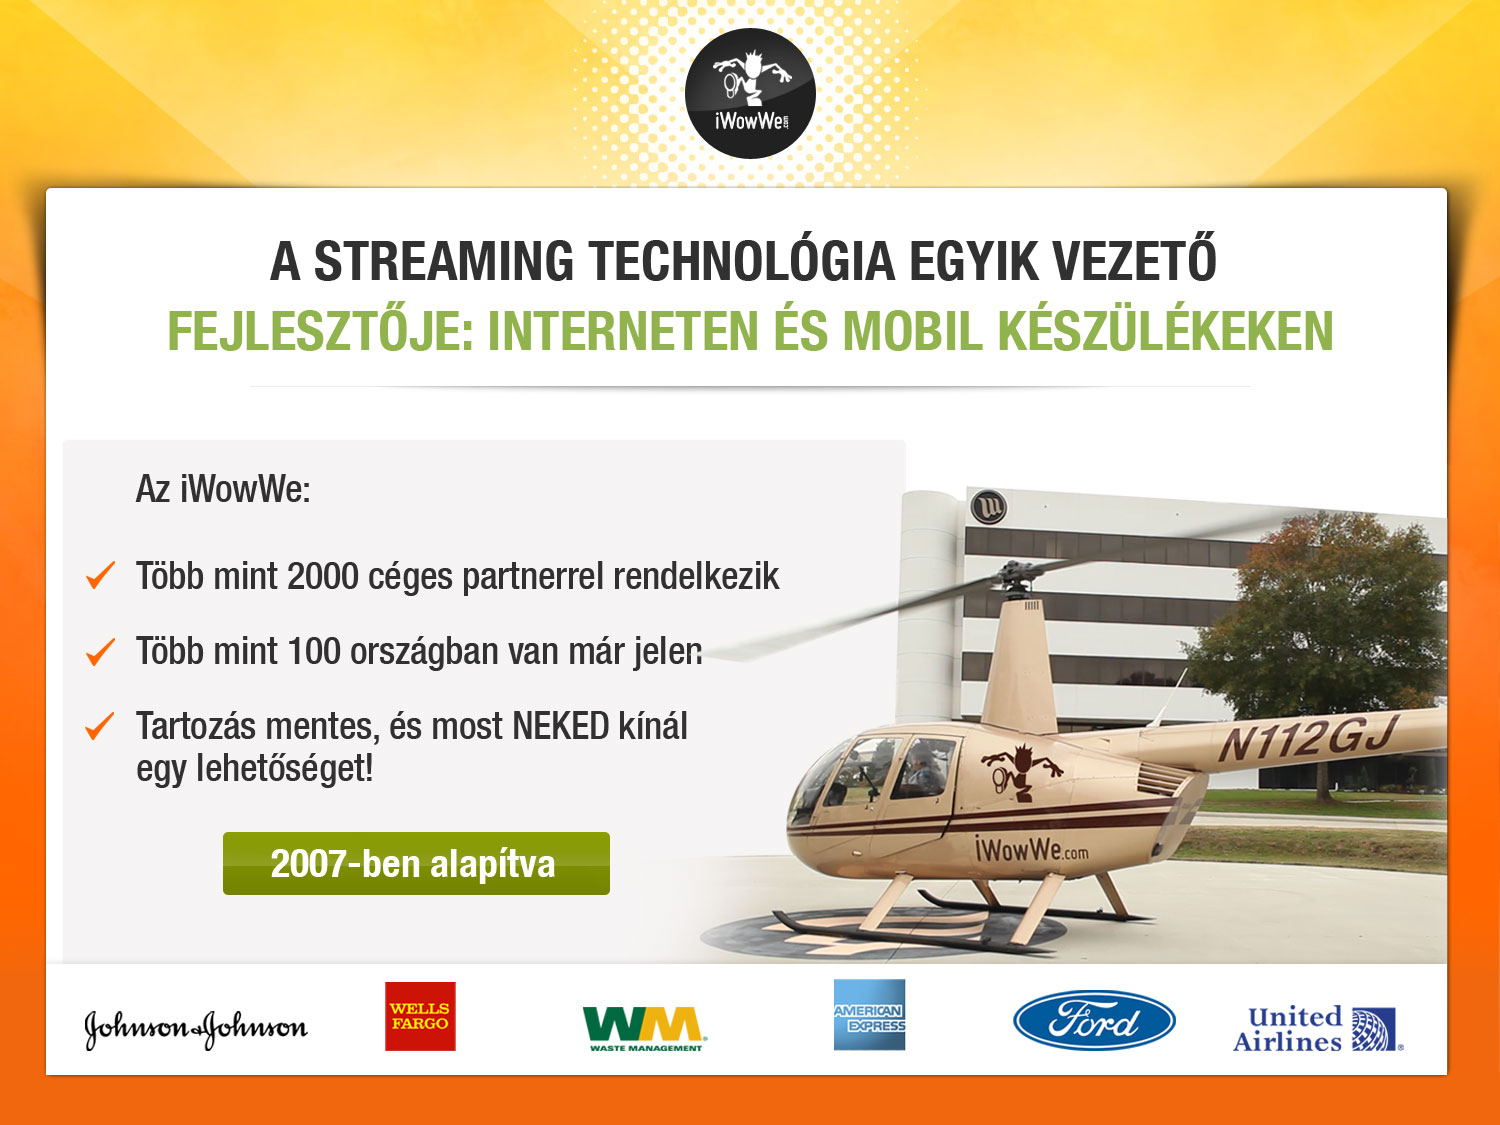 iWowWe.com
A STREAMING TECHNOLÓGIA EGYIK VEZETŐ
FEJLESZTŐJE: INTERNETEN ÉS MOBIL KÉSZÜLÉKEKEN
Az iWowWe:
Több mint 2000 céges partnerrel rendelkezik
Több mint 100 országban van már jelen
Tartozás mentes, és most NEKED kínál
egy lehetőséget!
2007-ben alapítva
N112GJ
iWowWe.com
Johnson & Johnson
WELLS
FARGO
WM
WASTE MANAGEMENT
AMERICAN
EXPRESS
Ford
United
Airlines